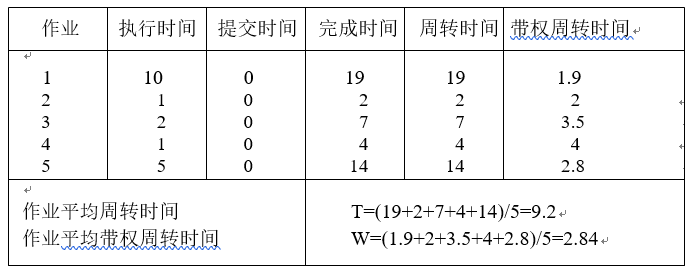 作业 执行时间 提交时间 完成时间 周转时间 带权周转时间
1 10 0 19 19 1.9
2 1 0 2 2 2
3 2 0 7 7 3.5
4 1 0 4 4 4
5 5 0 14 14 2.8
作业平均周转时间 T=(19+2+7+4+14)/5=9.2
作业平均带权周转时间 W=(1.9+2+3.5+4+2.8)/5=2.84